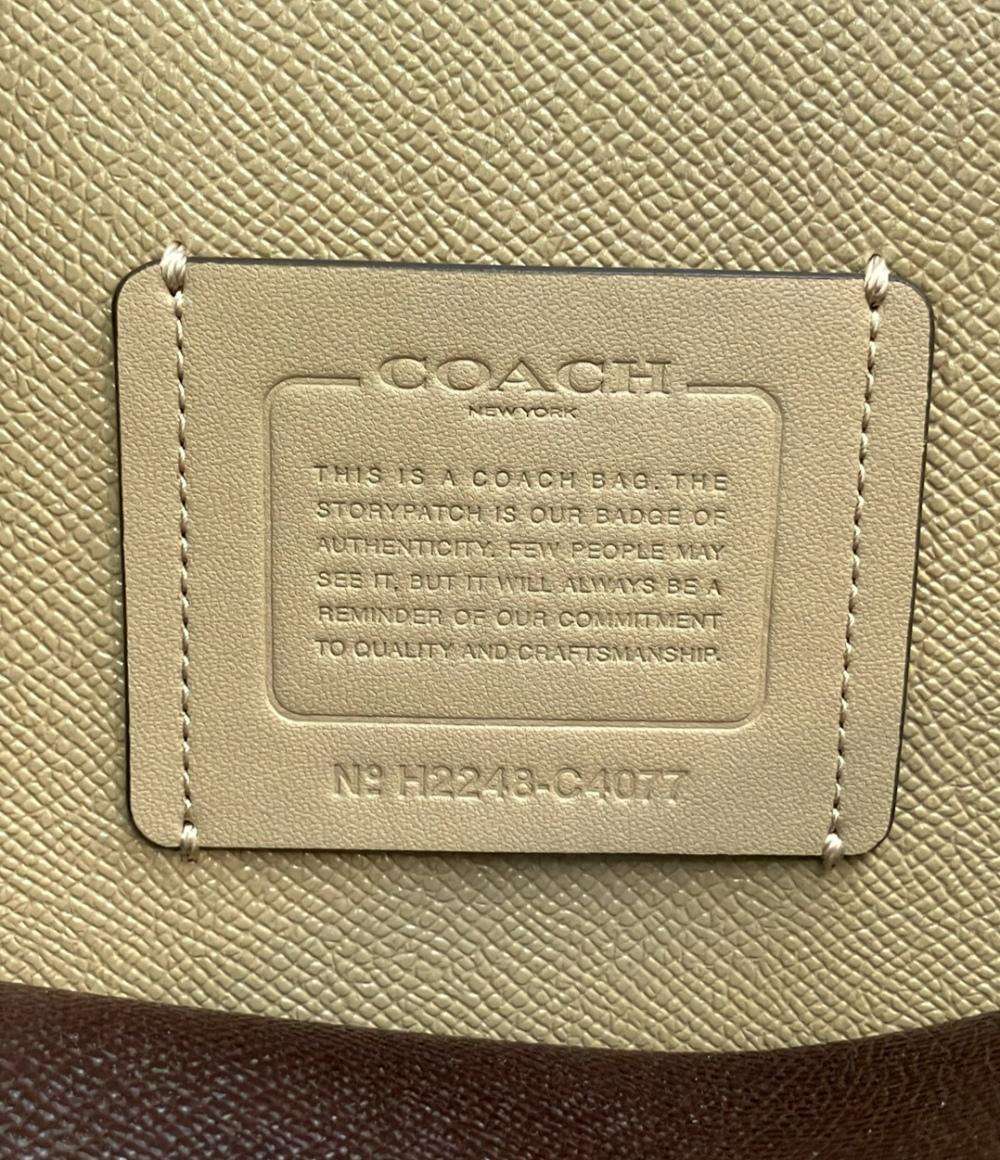 COACH
NEW YORK
THIS IS A COACH BAG. THE
STORYPATCH IS OUR BADGE OF
AUTHENTICITY. FEW PEOPLE MAY
SEE IT, BUT IT WILL ALWAYS BE A
REMINDER OF OUR COMMITMENT
TO QUALITY AND CRAFTSMANSHIP.
Nº H2248-C4077